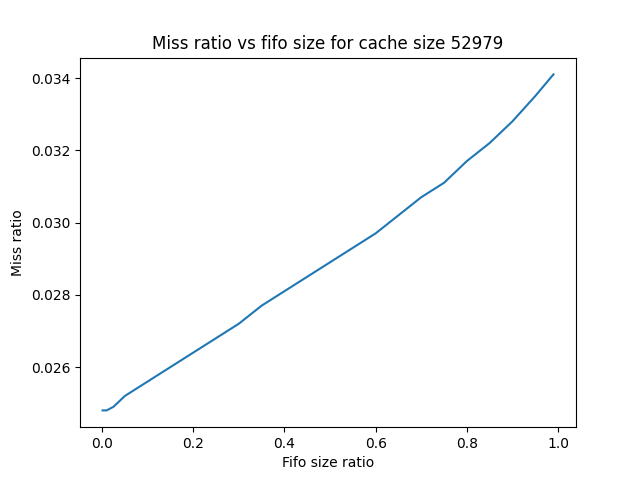 Miss ratio vs fifo size for cache size 52979
0.034
0.032
0.030
0.028
0.026
Miss ratio
0.0 0.2 0.4 0.6 0.8 1.0
Fifo size ratio